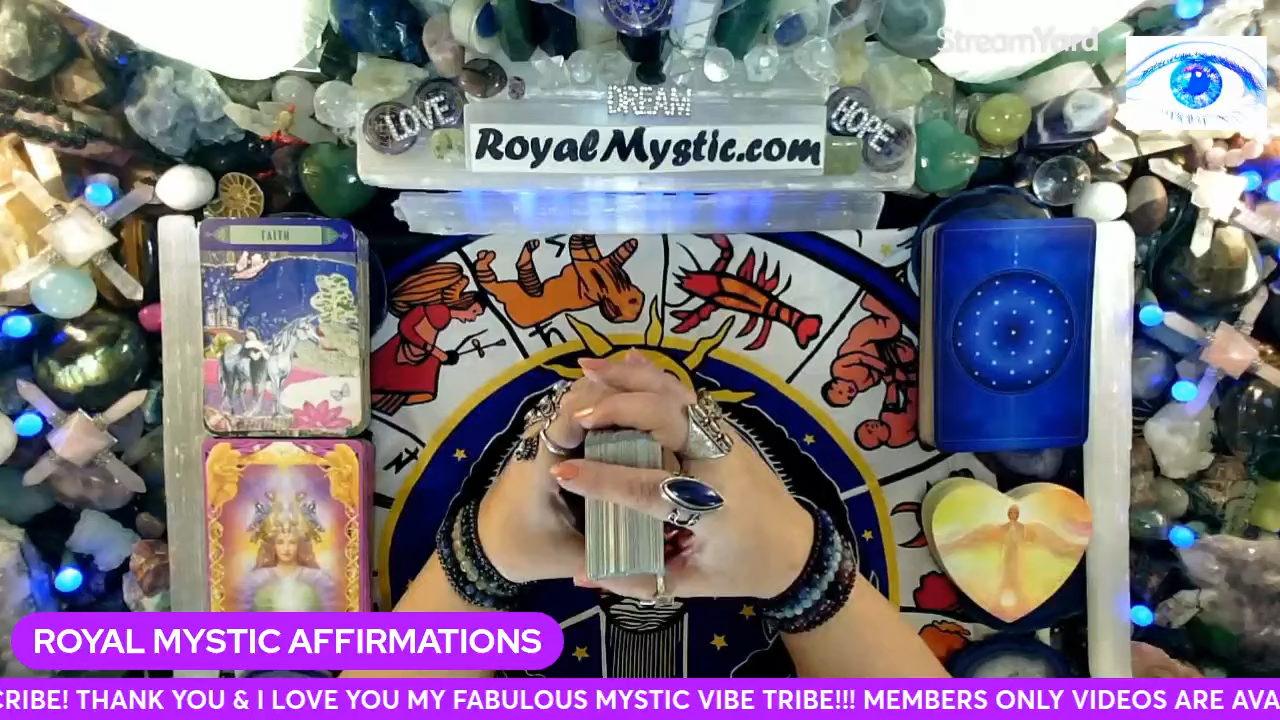 StreamYard
DREAM
LOVE
HOPE
RoyalMystic.com
FAITH
ROYAL MYSTIC AFFIRMATIONS
CRIBE! THANK YOU & I LOVE YOU MY FABULOUS MYSTIC VIBE TRIBE!!! MEMBERS ONLY VIDEOS ARE AVA